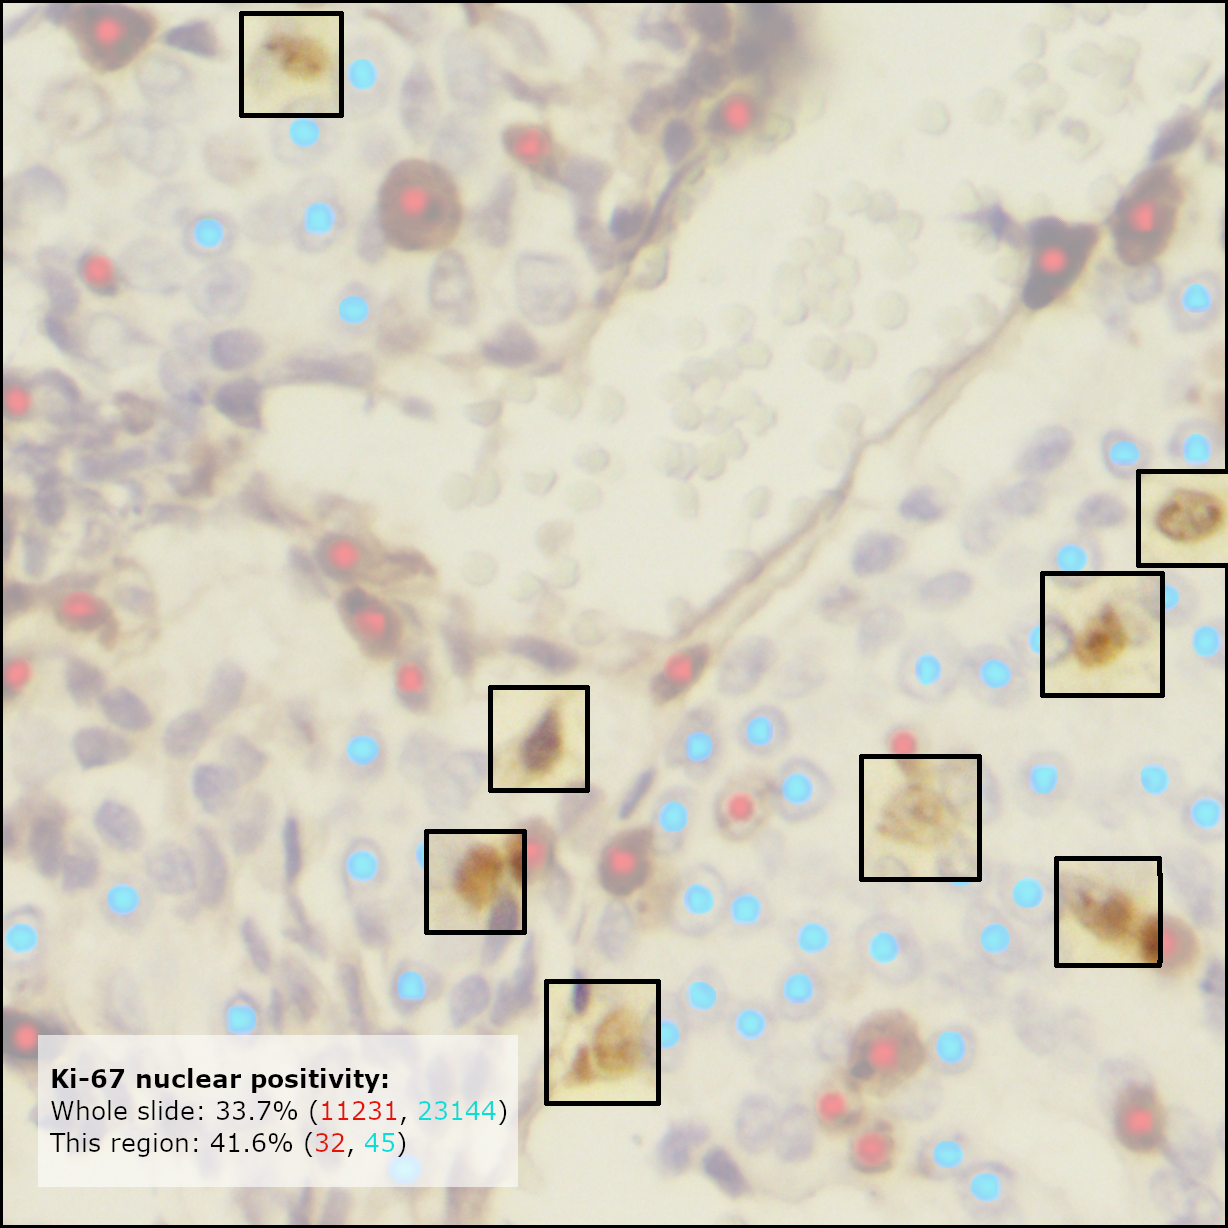 Ki-67 nuclear positivity:
Whole slide: 33.7% (11231, 23144)
This region: 41.6% (32, 45)